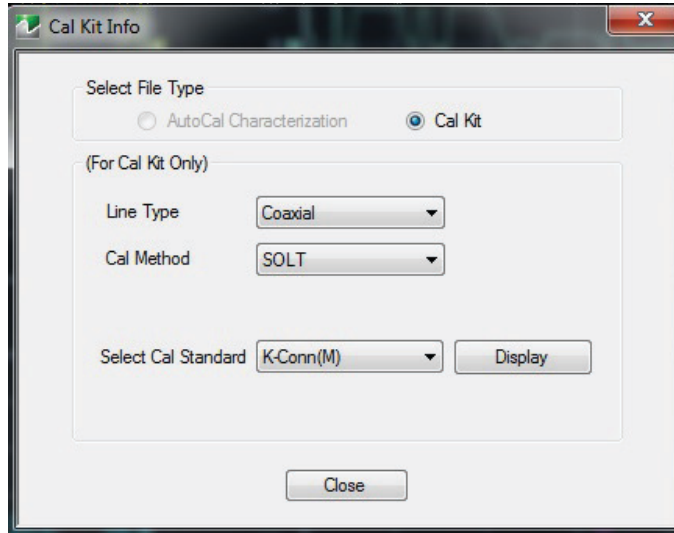 Cal Kit Info
Select File Type
AutoCal Characterization Cal Kit
(For Cal Kit Only)
Line Type Coaxial
Cal Method SOLT
Select Cal Standard K-Conn(M) Display
Close